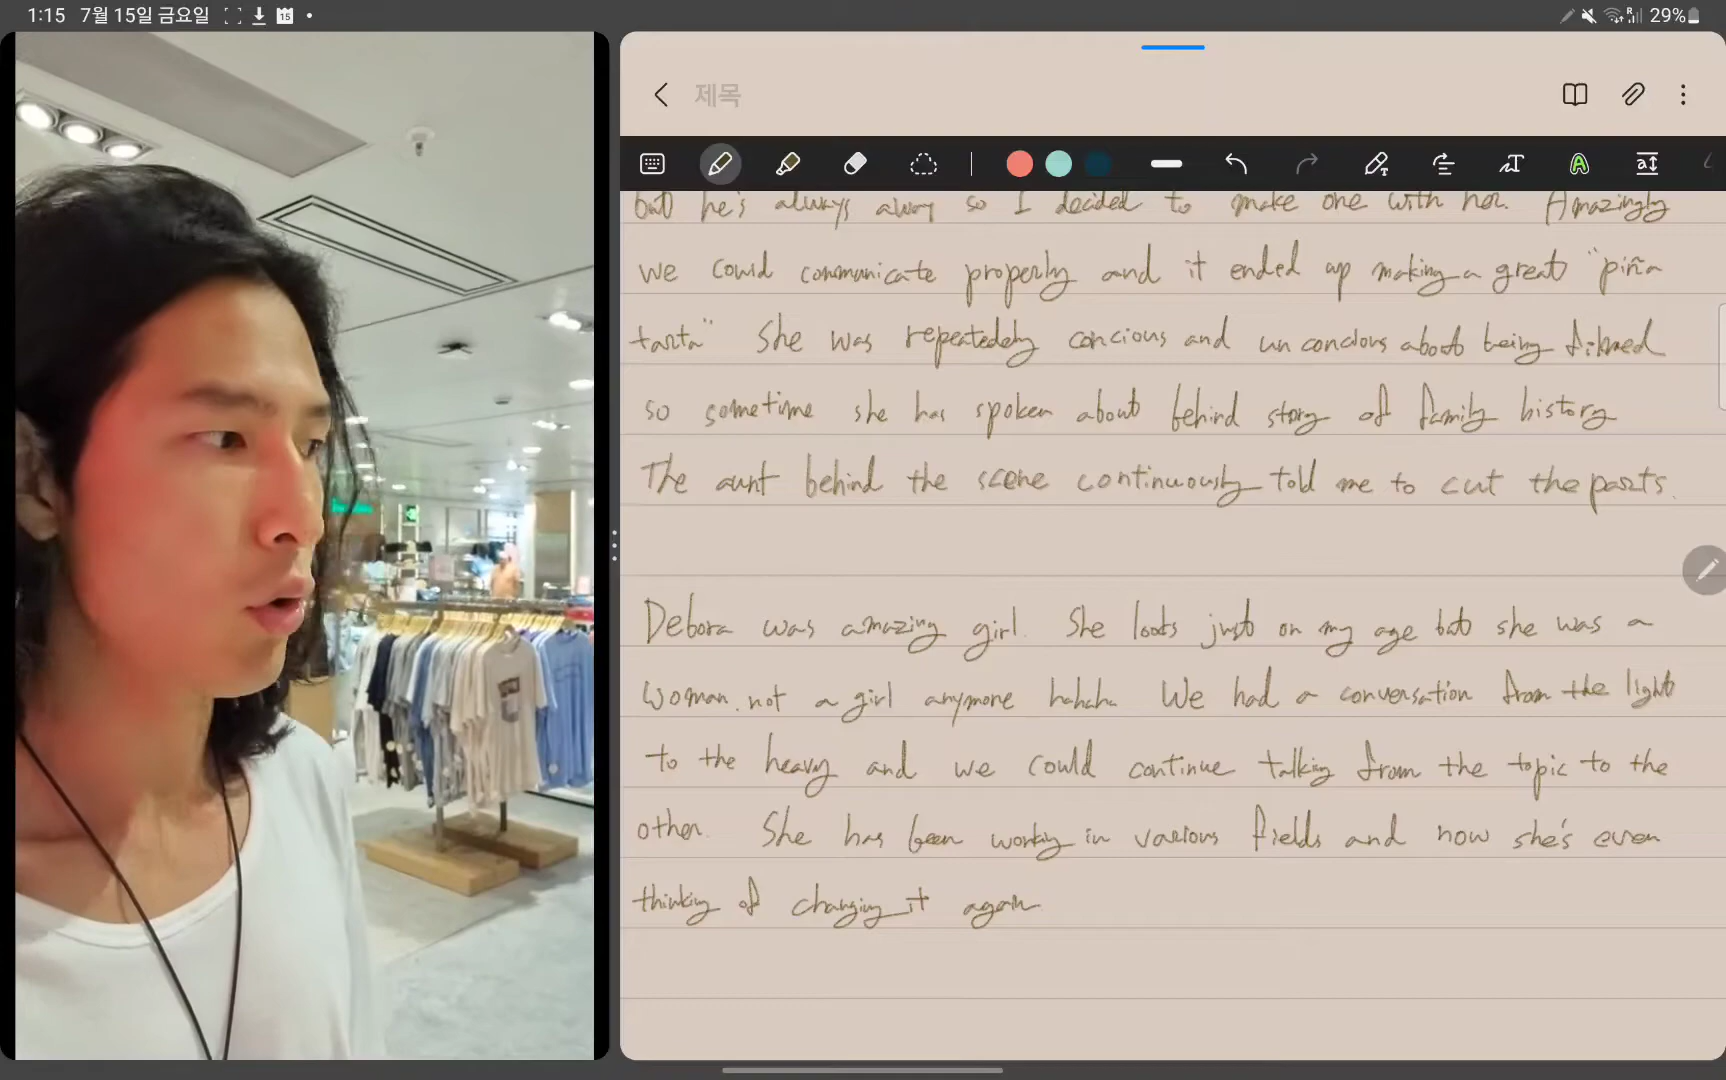 1:15 7월 15일 금요일
15
R
29%
제목
but he's always away so I decided to make one with her. Amazingly
we could communicate properly and it ended up making a great "piña
tarta" She was repeatedely concious and unconcious about being filmed
so sometime she has spoken about behind story of family history
The aunt behind the scene continuously told me to cut the parts.
Debora was amazing girl. She looks just on my age but she was a
woman. not a girl anymore hahaha We had a conversation from the light
to the heavy and we could continue talking from the topic to the
other. She has been working in various fields and now she's even
thinking of changing it again